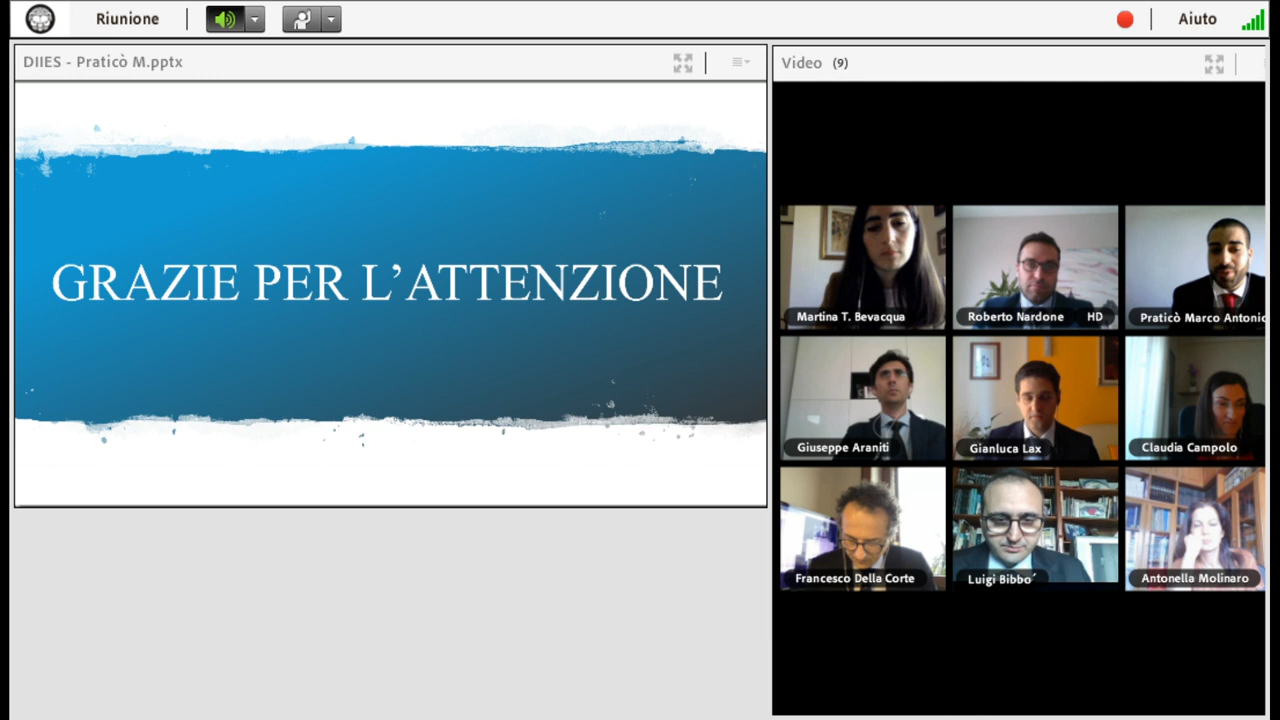 Riunione
Aiuto
DIIES - Praticò M.pptx
Video (9)
GRAZIE PER L’ATTENZIONE
Martina T. Bevacqua
Roberto Nardone HD
Praticò Marco Antonio
Giuseppe Araniti
Gianluca Lax
Claudia Campolo
Francesco Della Corte
Luigi Bibbo´
Antonella Molinaro